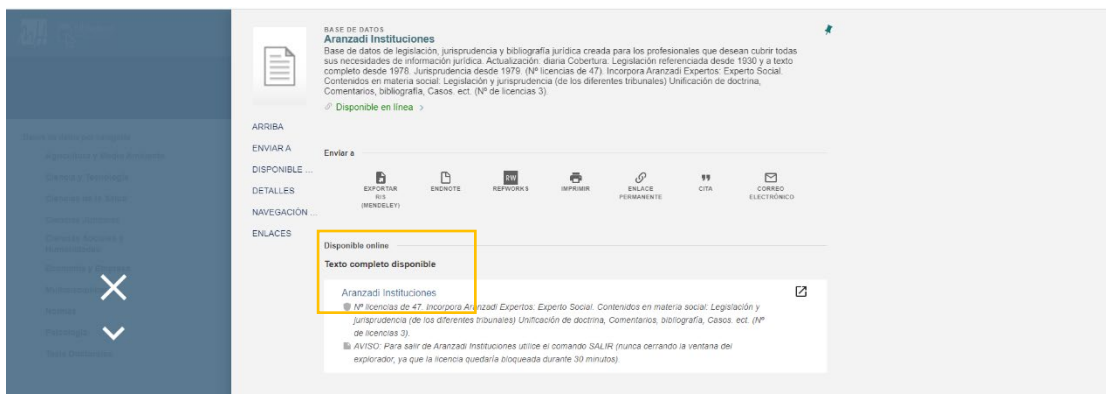 BASE DE DATOS
Aranzadi Instituciones
Base de datos de legislación, jurisprudencia y bibliografía jurídica creada para los profesionales que desean cubrir todas
sus necesidades de información jurídica. Actualización: diaria Cobertura: Legislación referenciada desde 1930 y a texto
completo desde 1978. Jurisprudencia desde 1979. (Nº licencias de 47). Incorpora Aranzadi Expertos: Experto Social.
Contenidos en materia social: Legislación y jurisprudencia (de los diferentes tribunales) Unificación de doctrina,
Comentarios, bibliografía, Casos. ect. (Nº de licencias 3).
Disponible en línea >
ARRIBA
ENVIAR A
DISPONIBLE ...
DETALLES
NAVEGACIÓN ...
ENLACES
Enviar a
EXPORTAR
RIS
(MENDELEY)
ENDNOTE
RW
REFWORKS
IMPRIMIR
ENLACE
PERMANENTE
CITA
CORREO
ELECTRÓNICO
Disponible online
Texto completo disponible
Aranzadi Instituciones
Nº licencias de 47. Incorpora Aranzadi Expertos: Experto Social. Contenidos en materia social: Legislación y
jurisprudencia (de los diferentes tribunales) Unificación de doctrina, Comentarios, bibliografía, Casos. ect. (Nº
de licencias 3).
AVISO: Para salir de Aranzadi Instituciones utilice el comando SALIR (nunca cerrando la ventana del
explorador, ya que la licencia quedaría bloqueada durante 30 minutos).